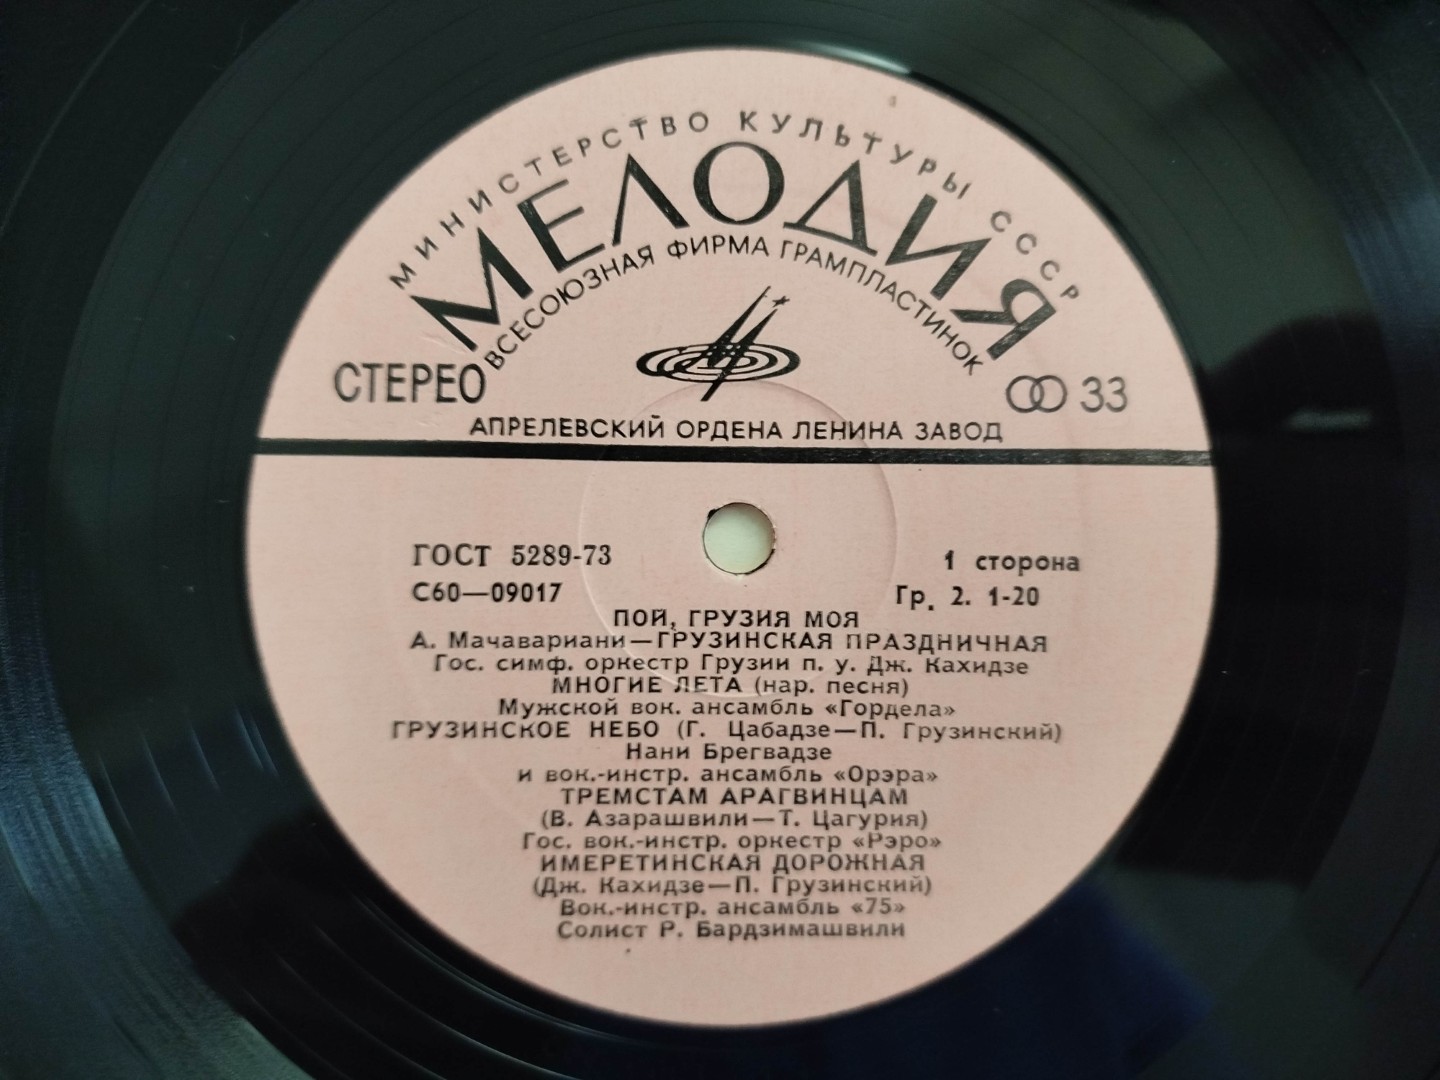 МИНИСТЕРСТВО КУЛЬТУРЫ СССР
МЕЛОДИЯ
ВСЕСОЮЗНАЯ ФИРМА ГРАМПЛАСТИНОК
СТЕРЕО
33
АПРЕЛЕВСКИЙ ОРДЕНА ЛЕНИНА ЗАВОД
ГОСТ 5289-73
1 сторона
С60—09017
Гр. 2. 1-20
ПОЙ, ГРУЗИЯ МОЯ
А. Мачавариани—ГРУЗИНСКАЯ ПРАЗДНИЧНАЯ
Гос. симф. оркестр Грузии п. у. Дж. Кахидзе
МНОГИЕ ЛЕТА (нар. песня)
Мужской вок. ансамбль «Гордела»
ГРУЗИНСКОЕ НЕБО (Г. Цабадзе—П. Грузинский)
Нани Брегвадзе
и вок.-инстр. ансамбль «Орэра»
ТРЕМСТАМ АРАГВИНЦАМ
(В. Азарашвили—Т. Цагурия)
Гос. вок.-инстр. оркестр «Рэро»
ИМЕРЕТИНСКАЯ ДОРОЖНАЯ
(Дж. Кахидзе—П. Грузинский)
Вок.-инстр. ансамбль «75»
Солист Р. Бардзимашвили